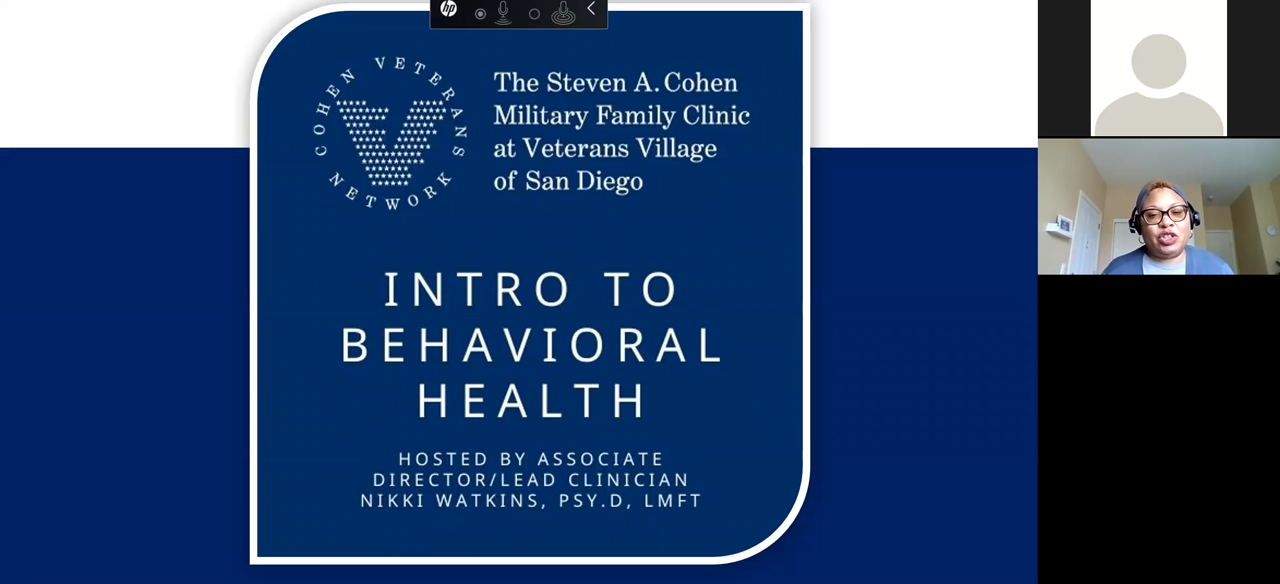 hp
COHEN VETERANS NETWORK
The Steven A. Cohen
Military Family Clinic
at Veterans Village
of San Diego
INTRO TO
BEHAVIORAL
HEALTH
HOSTED BY ASSOCIATE
DIRECTOR/LEAD CLINICIAN
NIKKI WATKINS, PSY.D, LMFT